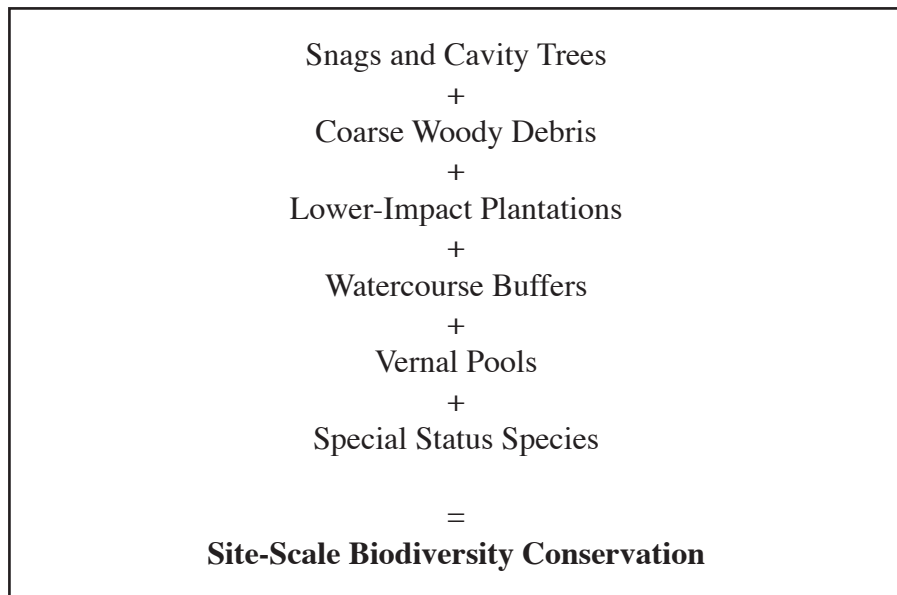 Snags and Cavity Trees
+
Coarse Woody Debris
+
Lower-Impact Plantations
+
Watercourse Buffers
+
Vernal Pools
+
Special Status Species
=
Site-Scale Biodiversity Conservation